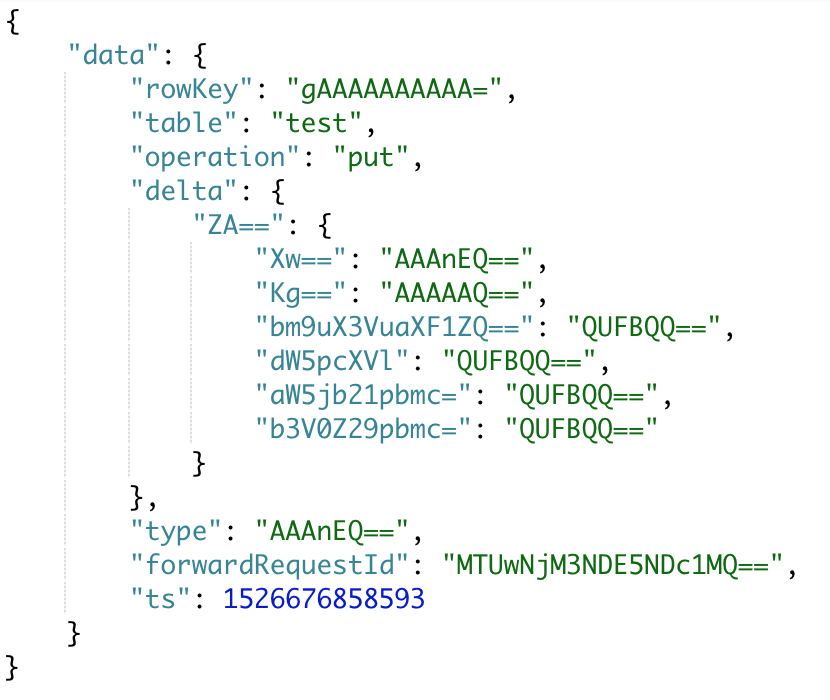 {
    "data": {
        "rowKey": "gAAAAAAAAAA=",
        "table": "test",
        "operation": "put",
        "delta": {
            "ZA==": {
                "Xw==": "AAAnEQ==",
                "Kg==": "AAAAAQ==",
                "bm9uX3VuaXF1ZQ==": "QUFBQQ==",
                "dW5pcXVl": "QUFBQQ==",
                "aW5jb21pbmc=": "QUFBQQ==",
                "b3V0Z29pbmc=": "QUFBQQ=="
            }
        },
        "type": "AAAnEQ==",
        "forwardRequestId": "MTUwNjM3NDE5NDc1MQ==",
        "ts": 1526676858593
    }
}